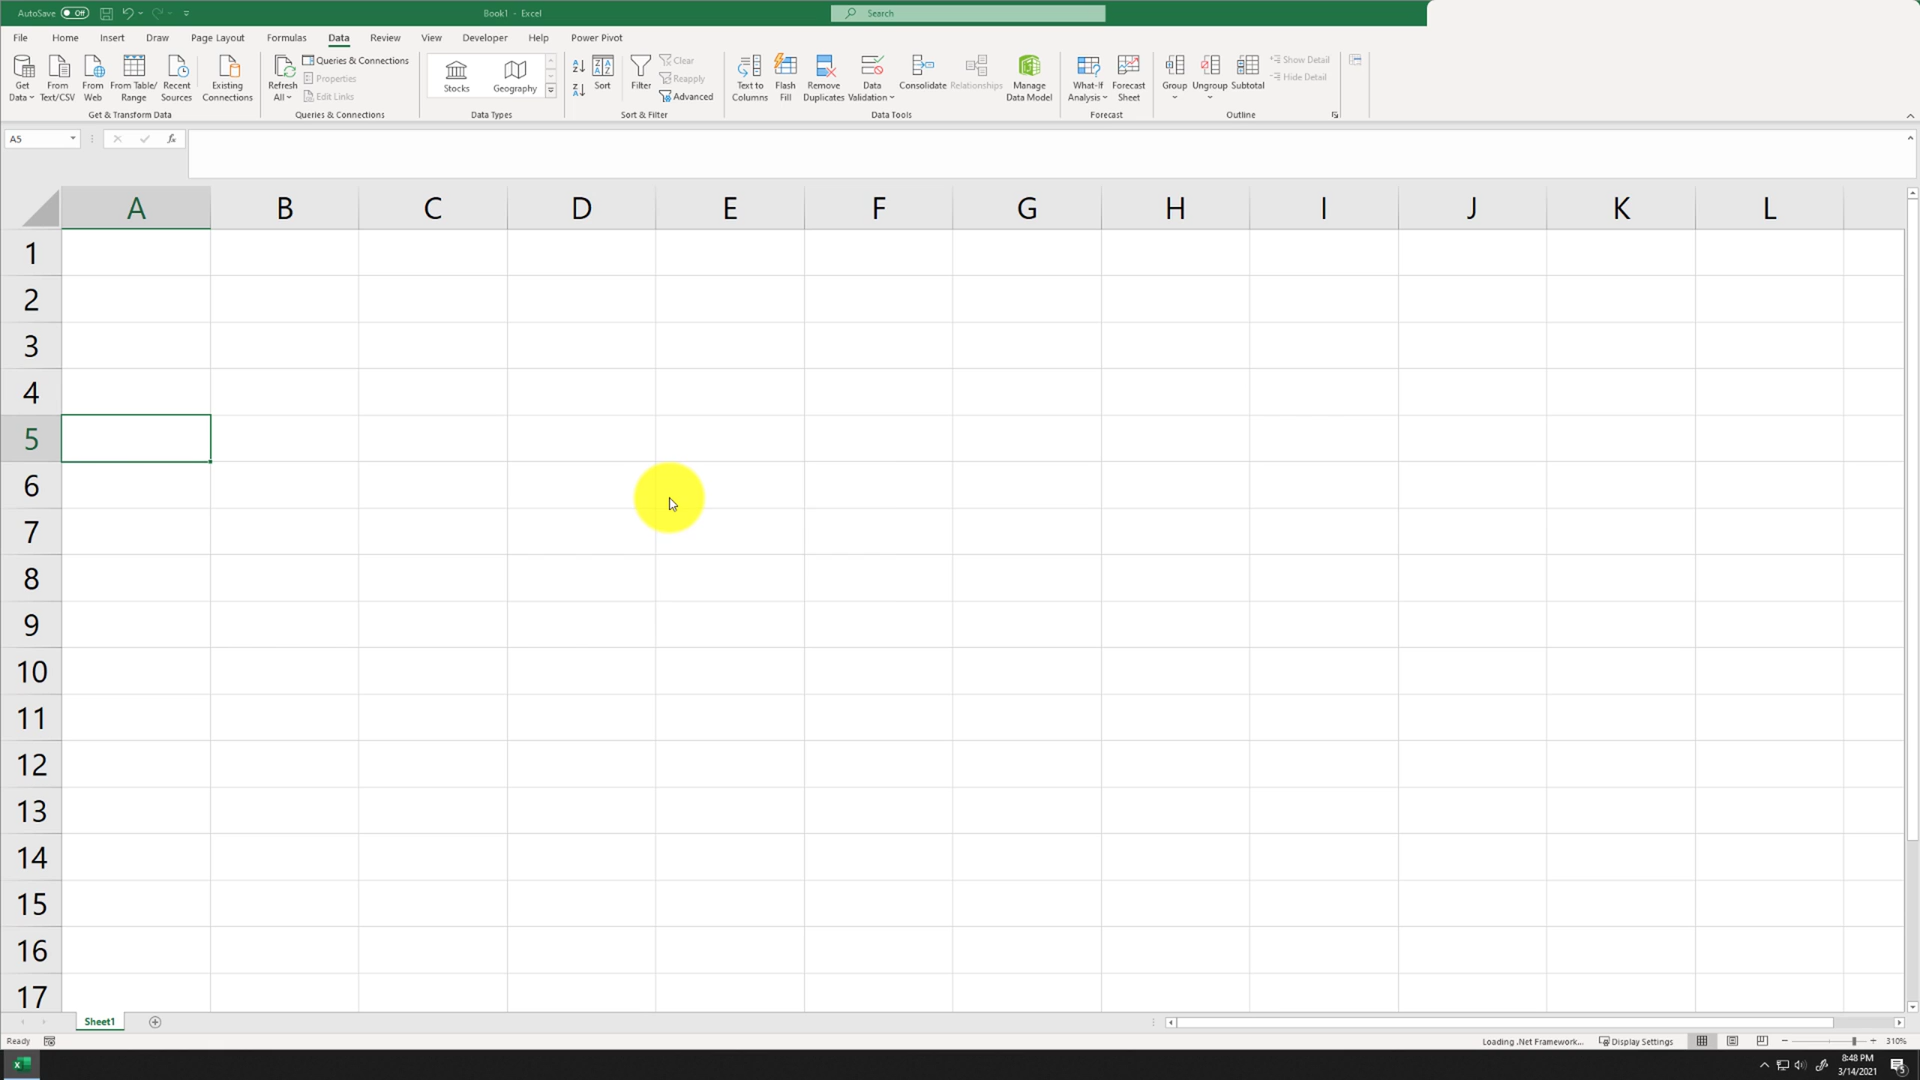 AutoSave Off Book1 - Excel Search
File Home Insert Draw Page Layout Formulas Data Review View Developer Help Power Pivot
Get Data
From Text/CSV
From Web
From Table/ Range
Recent Sources
Existing Connections
Get & Transform Data
Refresh All
Queries & Connections
Properties
Edit Links
Queries & Connections
Stocks
Geography
Data Types
Sort
Filter
Clear
Reapply
Advanced
Sort & Filter
Text to Columns
Flash Fill
Remove Duplicates
Data Validation
Consolidate
Relationships
Manage Data Model
Data Tools
What-If Analysis
Forecast Sheet
Forecast
Group
Ungroup
Subtotal
Show Detail
Hide Detail
Outline
A5 fx
A B C D E F G H I J K L
1
2
3
4
5
6
7
8
9
10
11
12
13
14
15
16
17
Sheet1
Ready Loading .Net Framework... Display Settings 310%
8:48 PM
3/14/2021